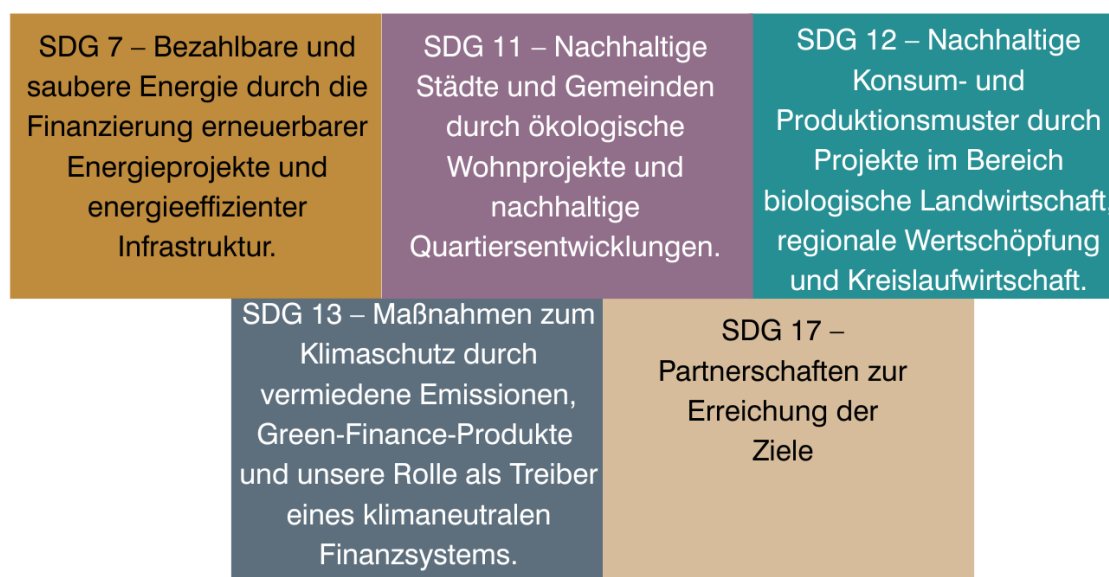 SDG 7 – Bezahlbare und
saubere Energie durch die
Finanzierung erneuerbarer
Energieprojekte und
energieeffizienter
Infrastruktur.
SDG 11 – Nachhaltige
Städte und Gemeinden
durch ökologische
Wohnprojekte und
nachhaltige
Quartiersentwicklungen.
SDG 12 – Nachhaltige
Konsum- und
Produktionsmuster durch
Projekte im Bereich
biologische Landwirtschaft,
regionale Wertschöpfung
und Kreislaufwirtschaft.
SDG 13 – Maßnahmen zum
Klimaschutz durch
vermiedene Emissionen,
Green-Finance-Produkte
und unsere Rolle als Treiber
eines klimaneutralen
Finanzsystems.
SDG 17 –
Partnerschaften zur
Erreichung der
Ziele